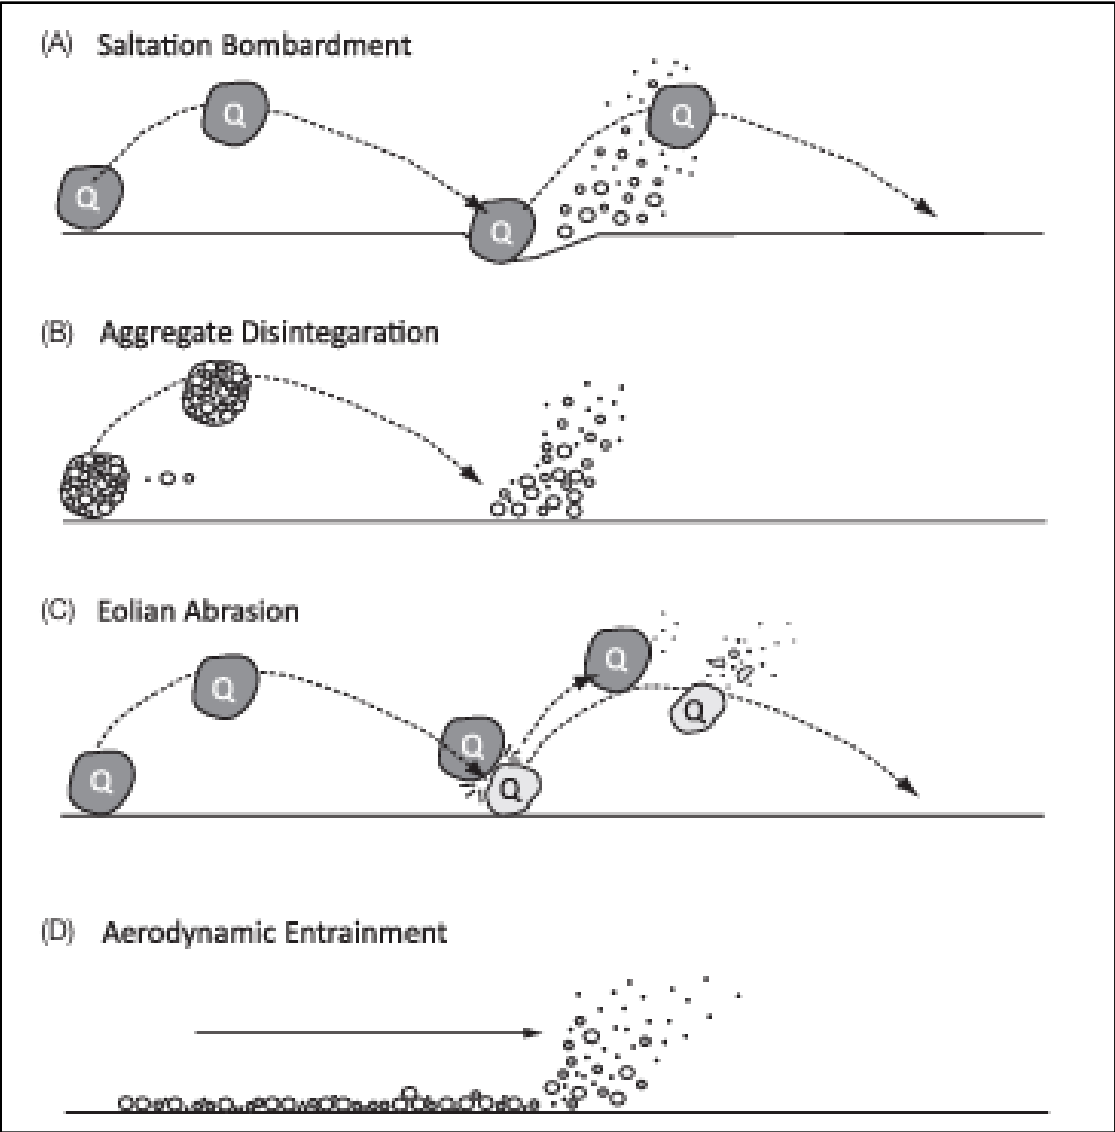 (A) Saltation Bombardment
Q
Q
Q
Q
(B) Aggregate Disintegaration
(C) Eolian Abrasion
Q
Q
Q
Q
Q
Q
(D) Aerodynamic Entrainment